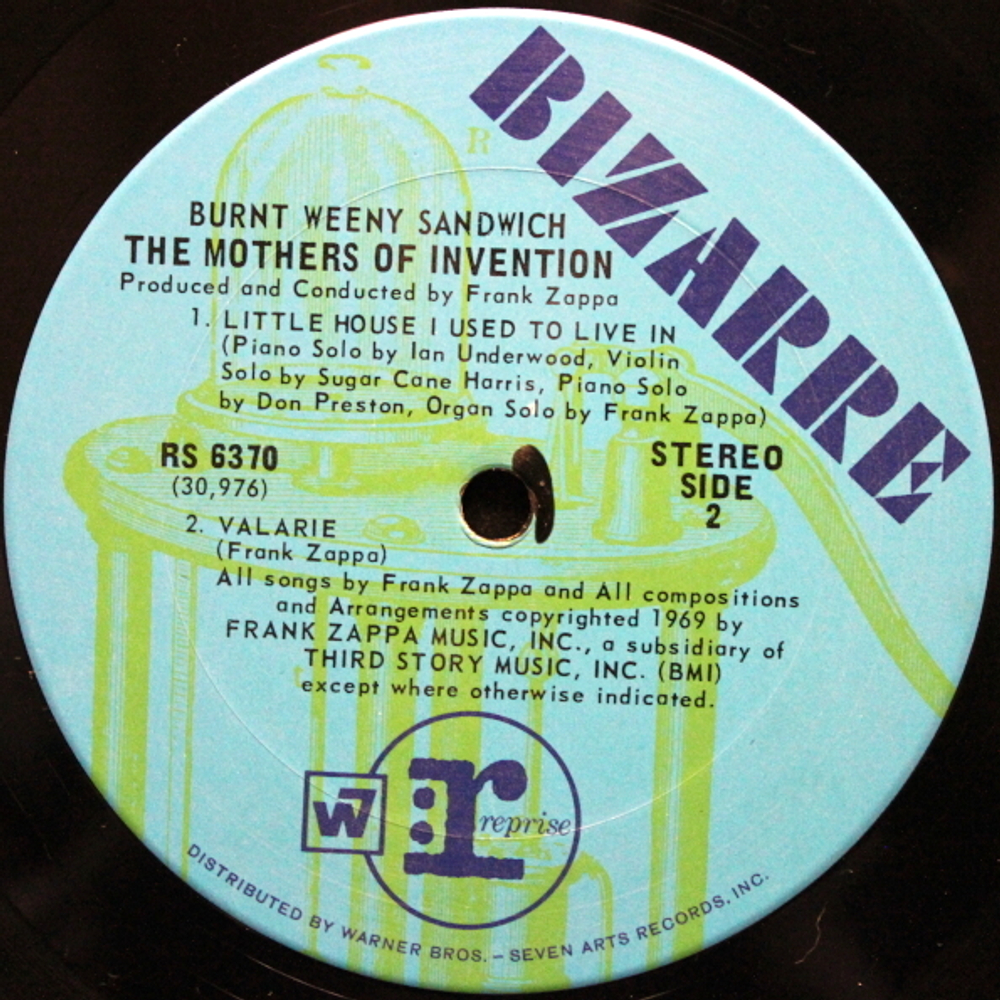 BIZARRE
R
BURNT WEENY SANDWICH
THE MOTHERS OF INVENTION
Produced and Conducted by Frank Zappa
1. LITTLE HOUSE I USED TO LIVE IN
(Piano Solo by Ian Underwood, Violin
Solo by Sugar Cane Harris, Piano Solo
by Don Preston, Organ Solo by Frank Zappa)
RS 6370
(30,976)
STEREO
SIDE
2
2. VALARIE
(Frank Zappa)
All songs by Frank Zappa and All compositions
and Arrangements copyrighted 1969 by
FRANK ZAPPA MUSIC, INC., a subsidiary of
THIRD STORY MUSIC, INC. (BMI)
except where otherwise indicated.
W7
:r
reprise
DISTRIBUTED BY WARNER BROS. – SEVEN ARTS RECORDS, INC.